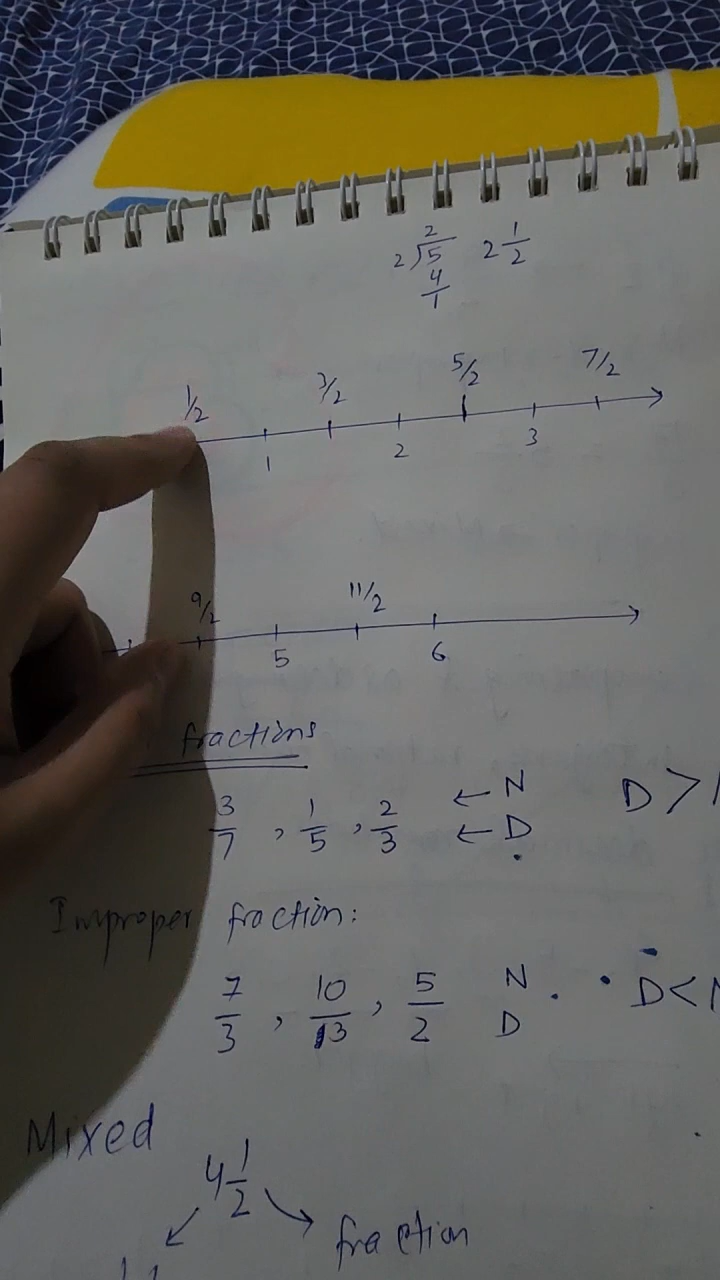 2
2 5 2 1/2
4
1
1/2 3/2 5/2 7/2
1 2 3
9/2 11/2
5 6
fractions
3/7 , 1/5 , 2/3 ← N
← D
D >
Improper fraction:
7/3 , 10/13 , 5/2 N
D
D <
Mixed
4 1/2
fraction